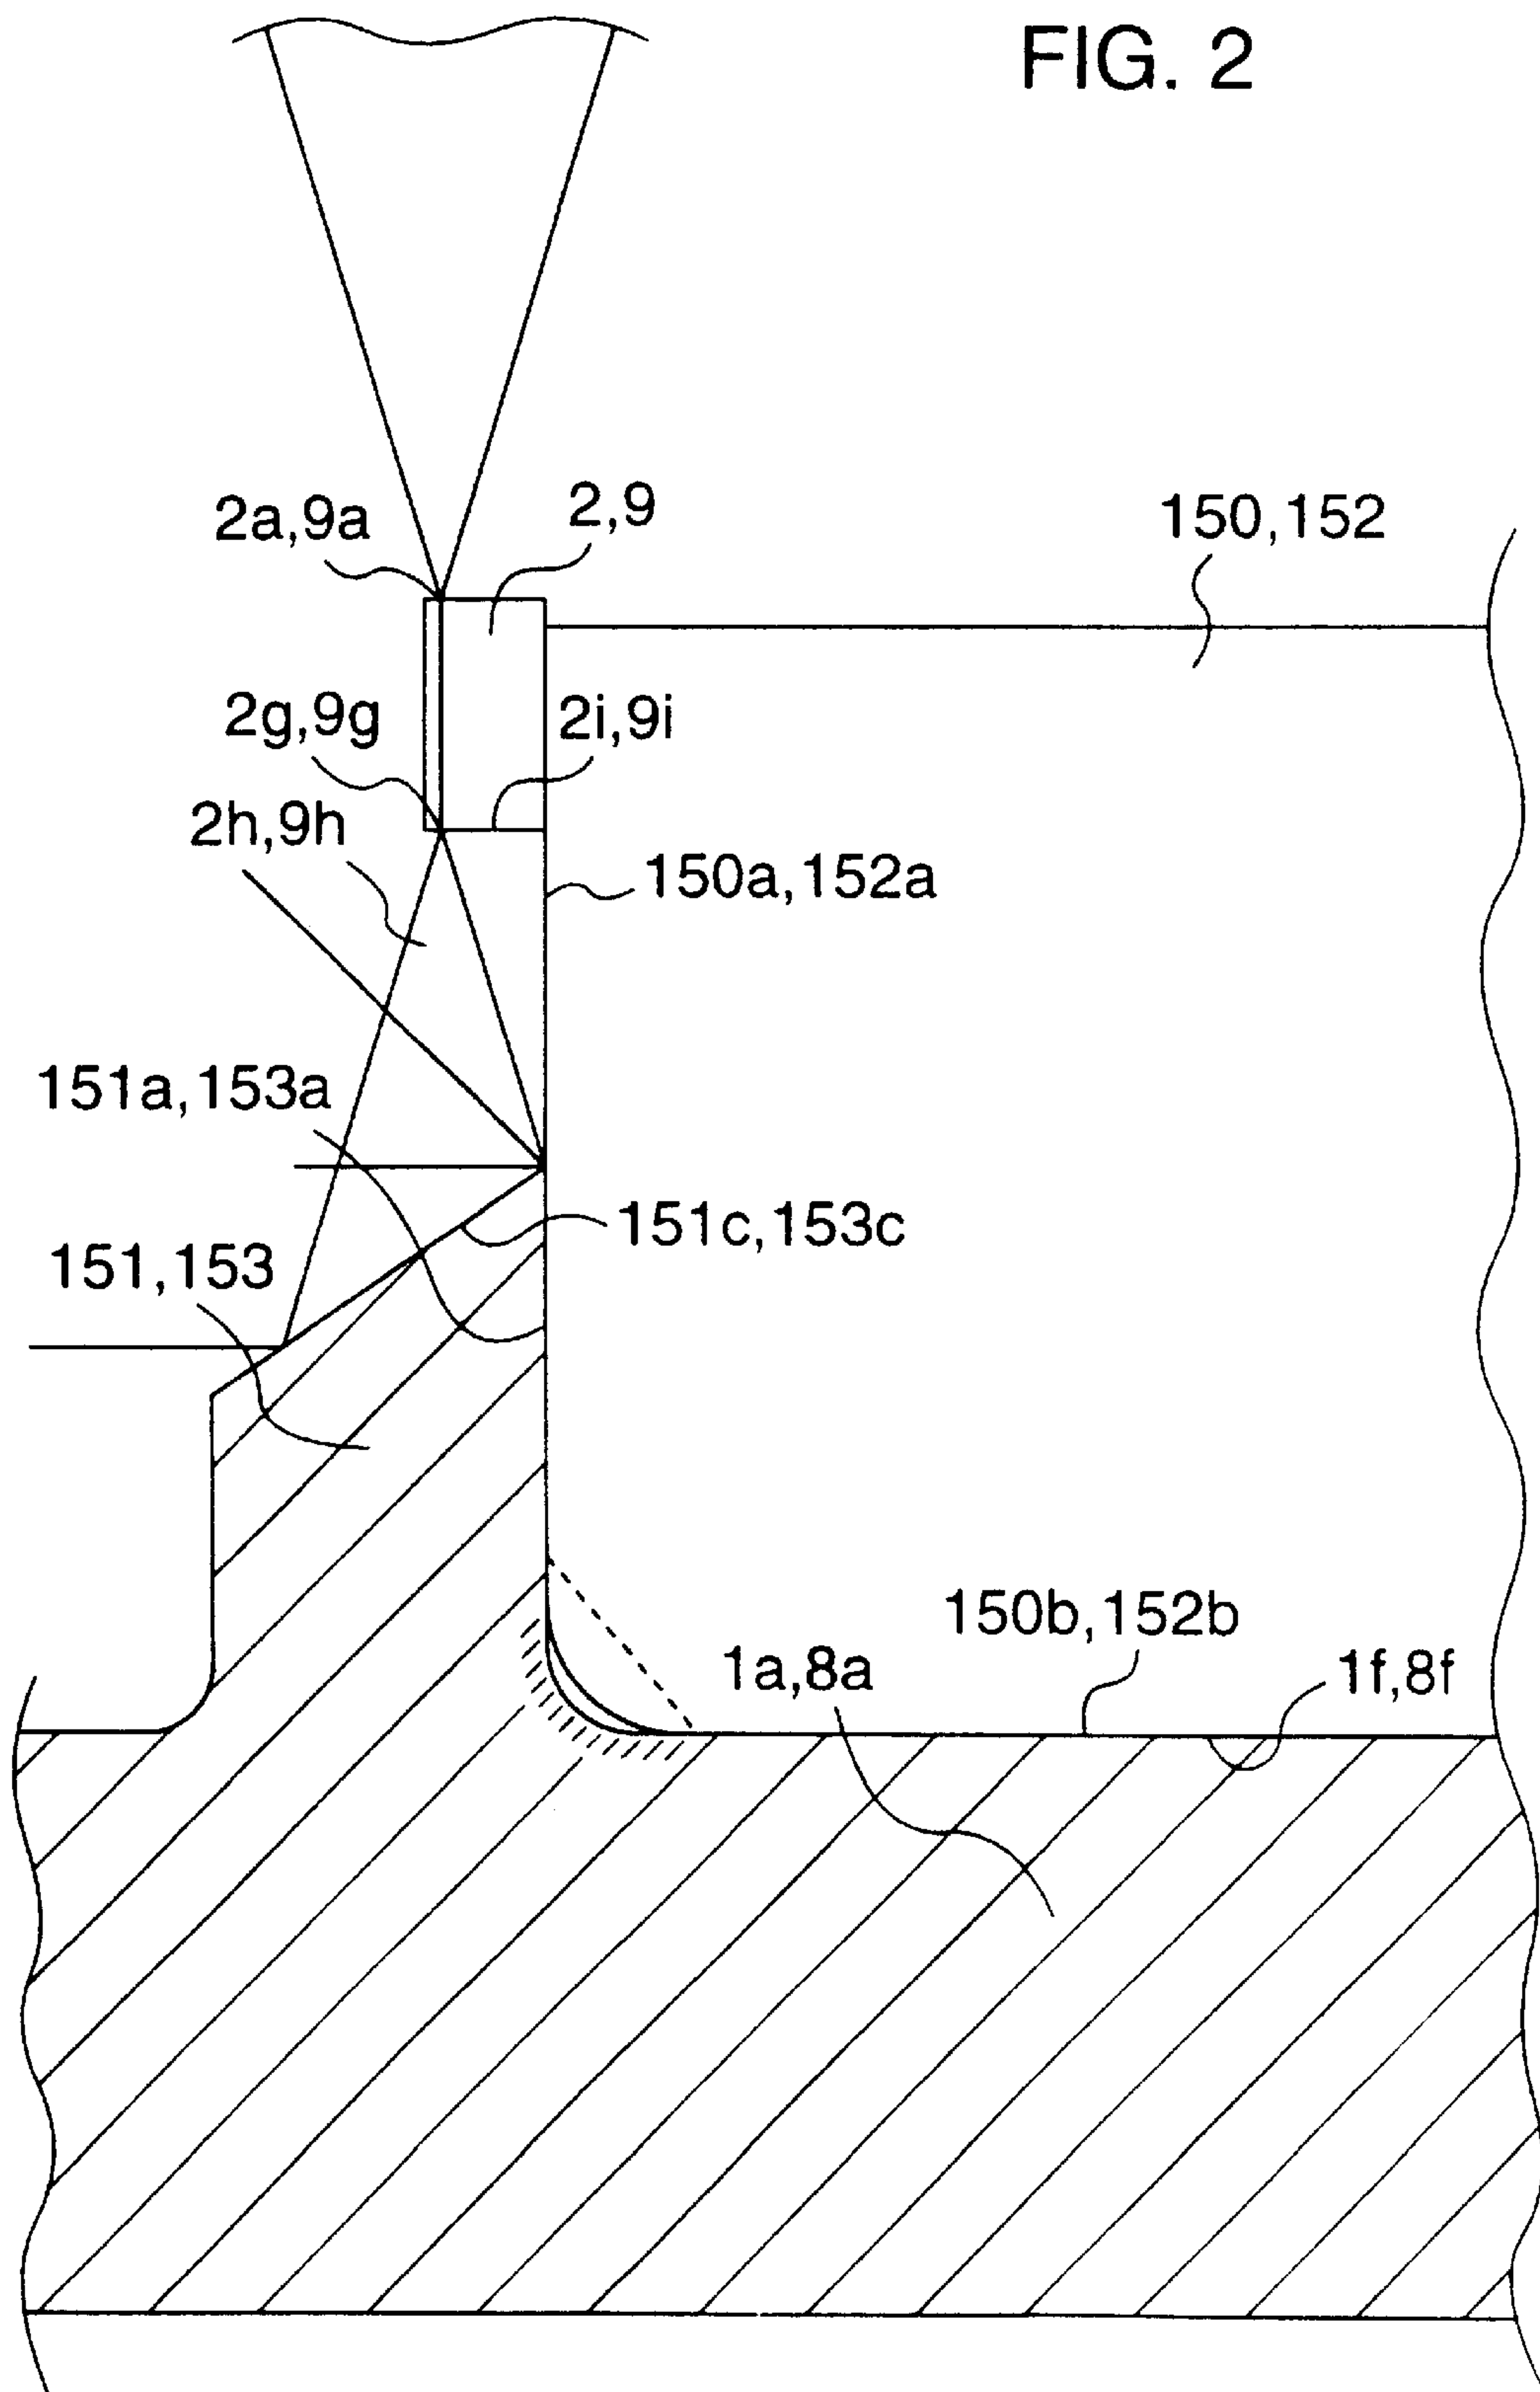 FIG. 2
2a,9a
2,9
150,152
2g,9g
2i,9i
2h,9h
150a,152a
151a,153a
151c,153c
151,153
150b,152b
1a,8a
1f,8f